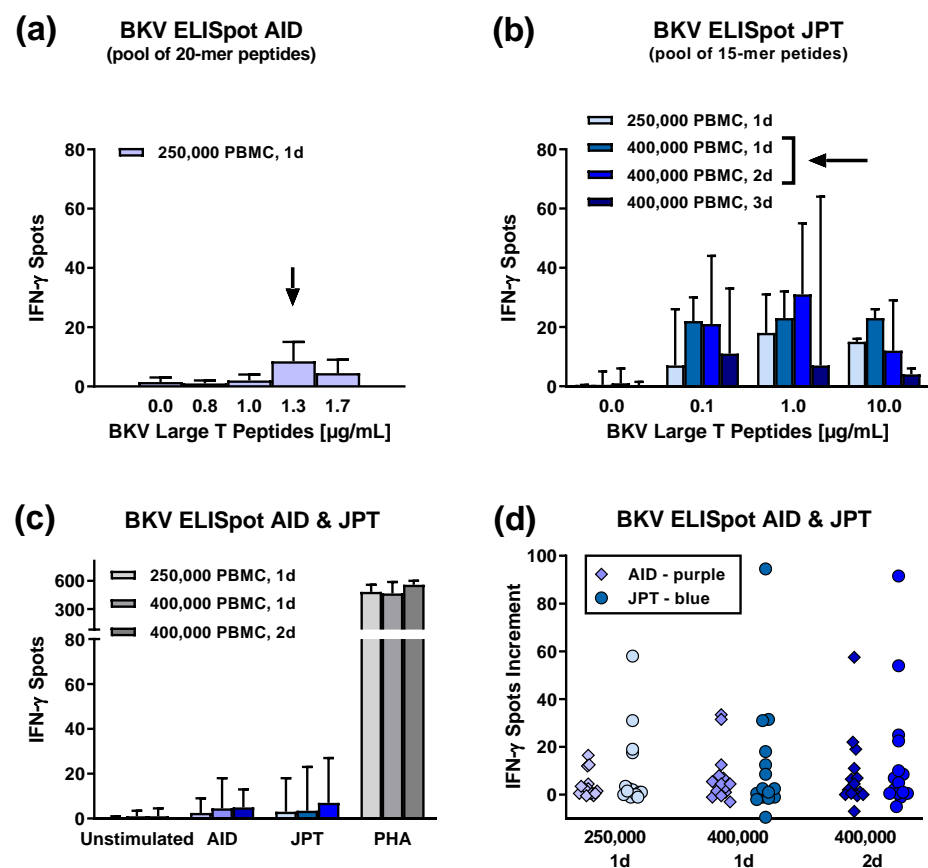 (a)
BKV ELISpot AID
(pool of 20-mer peptides)
80
60
40
20
0
IFN-γ Spots
250,000 PBMC, 1d
0.0 0.8 1.0 1.3 1.7
BKV Large T Peptides [µg/mL]
(b)
BKV ELISpot JPT
(pool of 15-mer petides)
250,000 PBMC, 1d
400,000 PBMC, 1d
400,000 PBMC, 2d
400,000 PBMC, 3d
80
60
40
20
0
IFN-γ Spots
0.0 0.1 1.0 10.0
BKV Large T Peptides [µg/mL]
(c)
BKV ELISpot AID & JPT
250,000 PBMC, 1d
400,000 PBMC, 1d
400,000 PBMC, 2d
600
300
80
60
40
20
0
IFN-γ Spots
Unstimulated AID JPT PHA
(d)
BKV ELISpot AID & JPT
AID - purple
JPT - blue
100
80
60
40
20
0
IFN-γ Spots Increment
250,000 400,000 400,000
1d 1d 2d